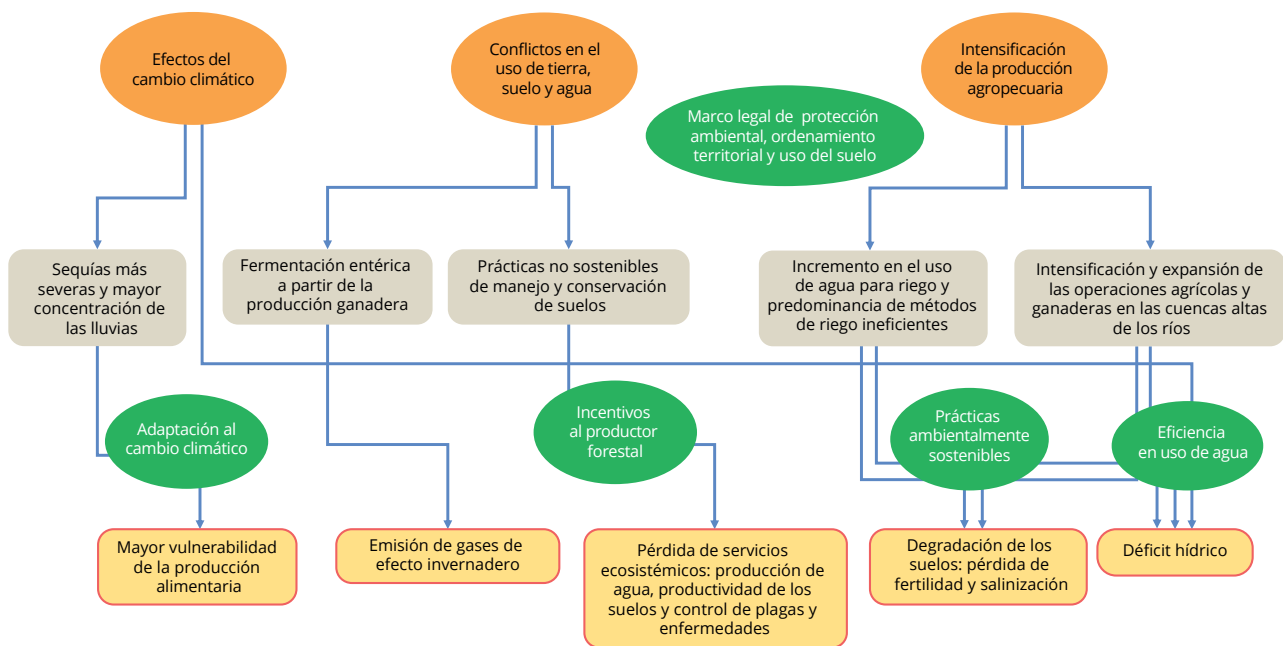 Efectos del
cambio climático
Conflictos en el
uso de tierra,
suelo y agua
Intensificación
de la producción
agropecuaria
Marco legal de protección
ambiental, ordenamiento
territorial y uso del suelo
Sequías más
severas y mayor
concentración de
las lluvias
Fermentación entérica
a partir de la
producción ganadera
Prácticas no sostenibles
de manejo y conservación
de suelos
Incremento en el uso
de agua para riego y
predominancia de métodos
de riego ineficientes
Intensificación y expansión de
las operaciones agrícolas y
ganaderas en las cuencas altas
de los ríos
Adaptación al
cambio climático
Incentivos
al productor
forestal
Prácticas
ambientalmente
sostenibles
Eficiencia
en uso de agua
Mayor vulnerabilidad
de la producción
alimentaria
Emisión de gases de
efecto invernadero
Pérdida de servicios
ecosistémicos: producción de
agua, productividad de los
suelos y control de plagas y
enfermedades
Degradación de los
suelos: pérdida de
fertilidad y salinización
Déficit hídrico